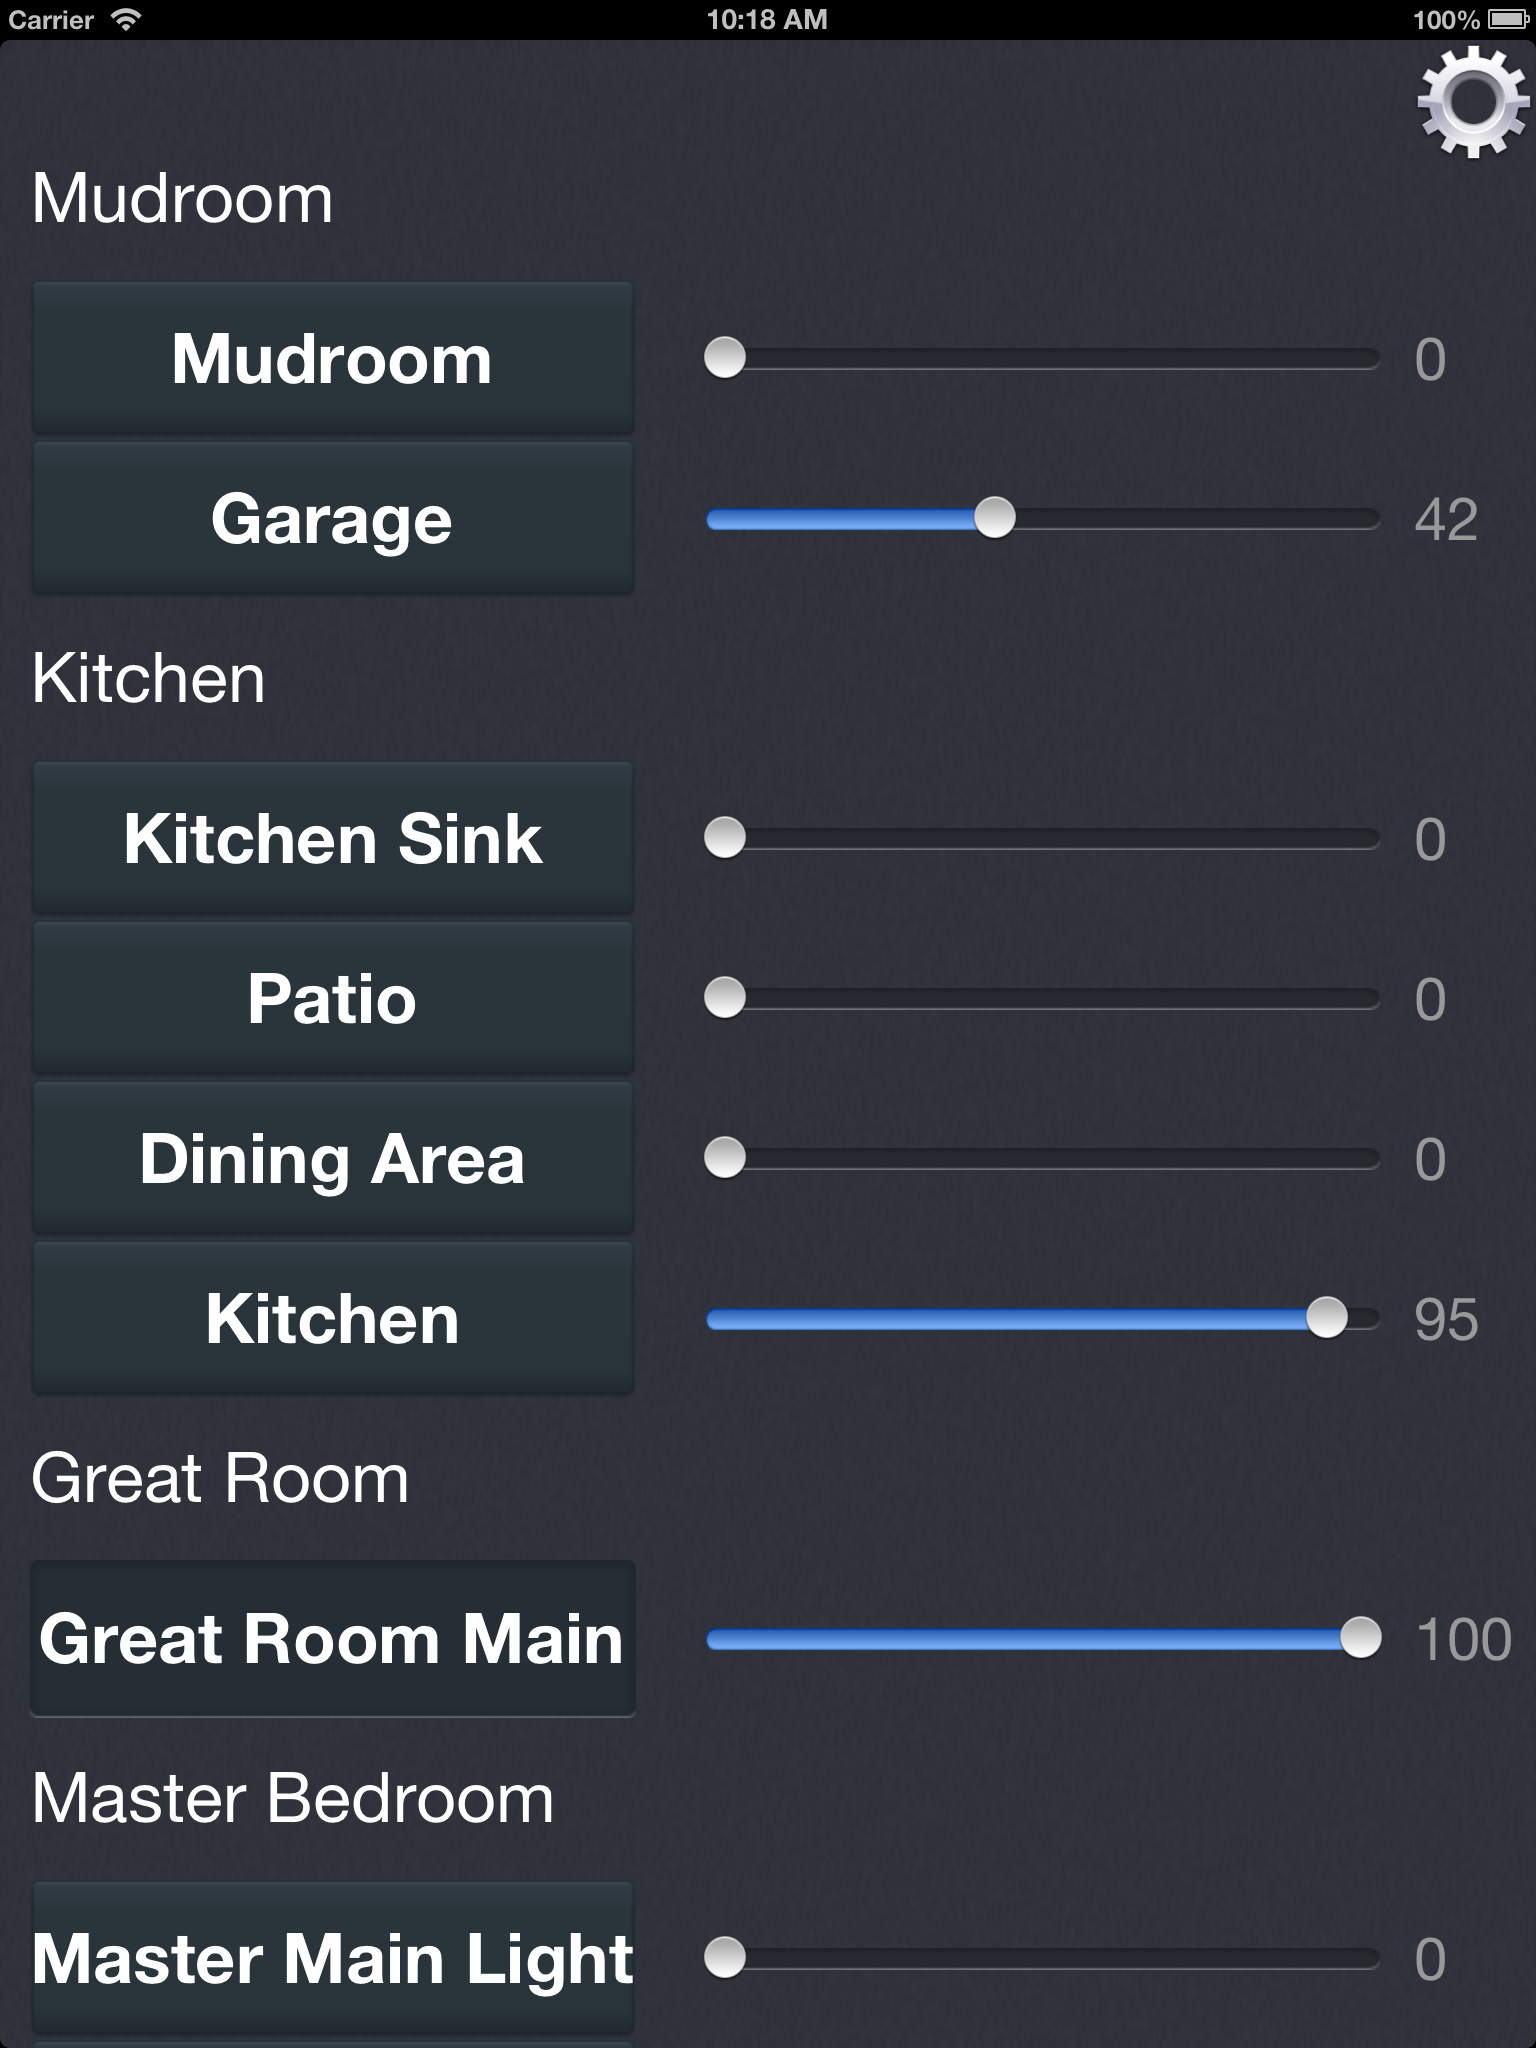 Carrier 10:18 AM 100%
Mudroom
Mudroom 0
Garage 42
Kitchen
Kitchen Sink 0
Patio 0
Dining Area 0
Kitchen 95
Great Room
Great Room Main 100
Master Bedroom
Master Main Light 0